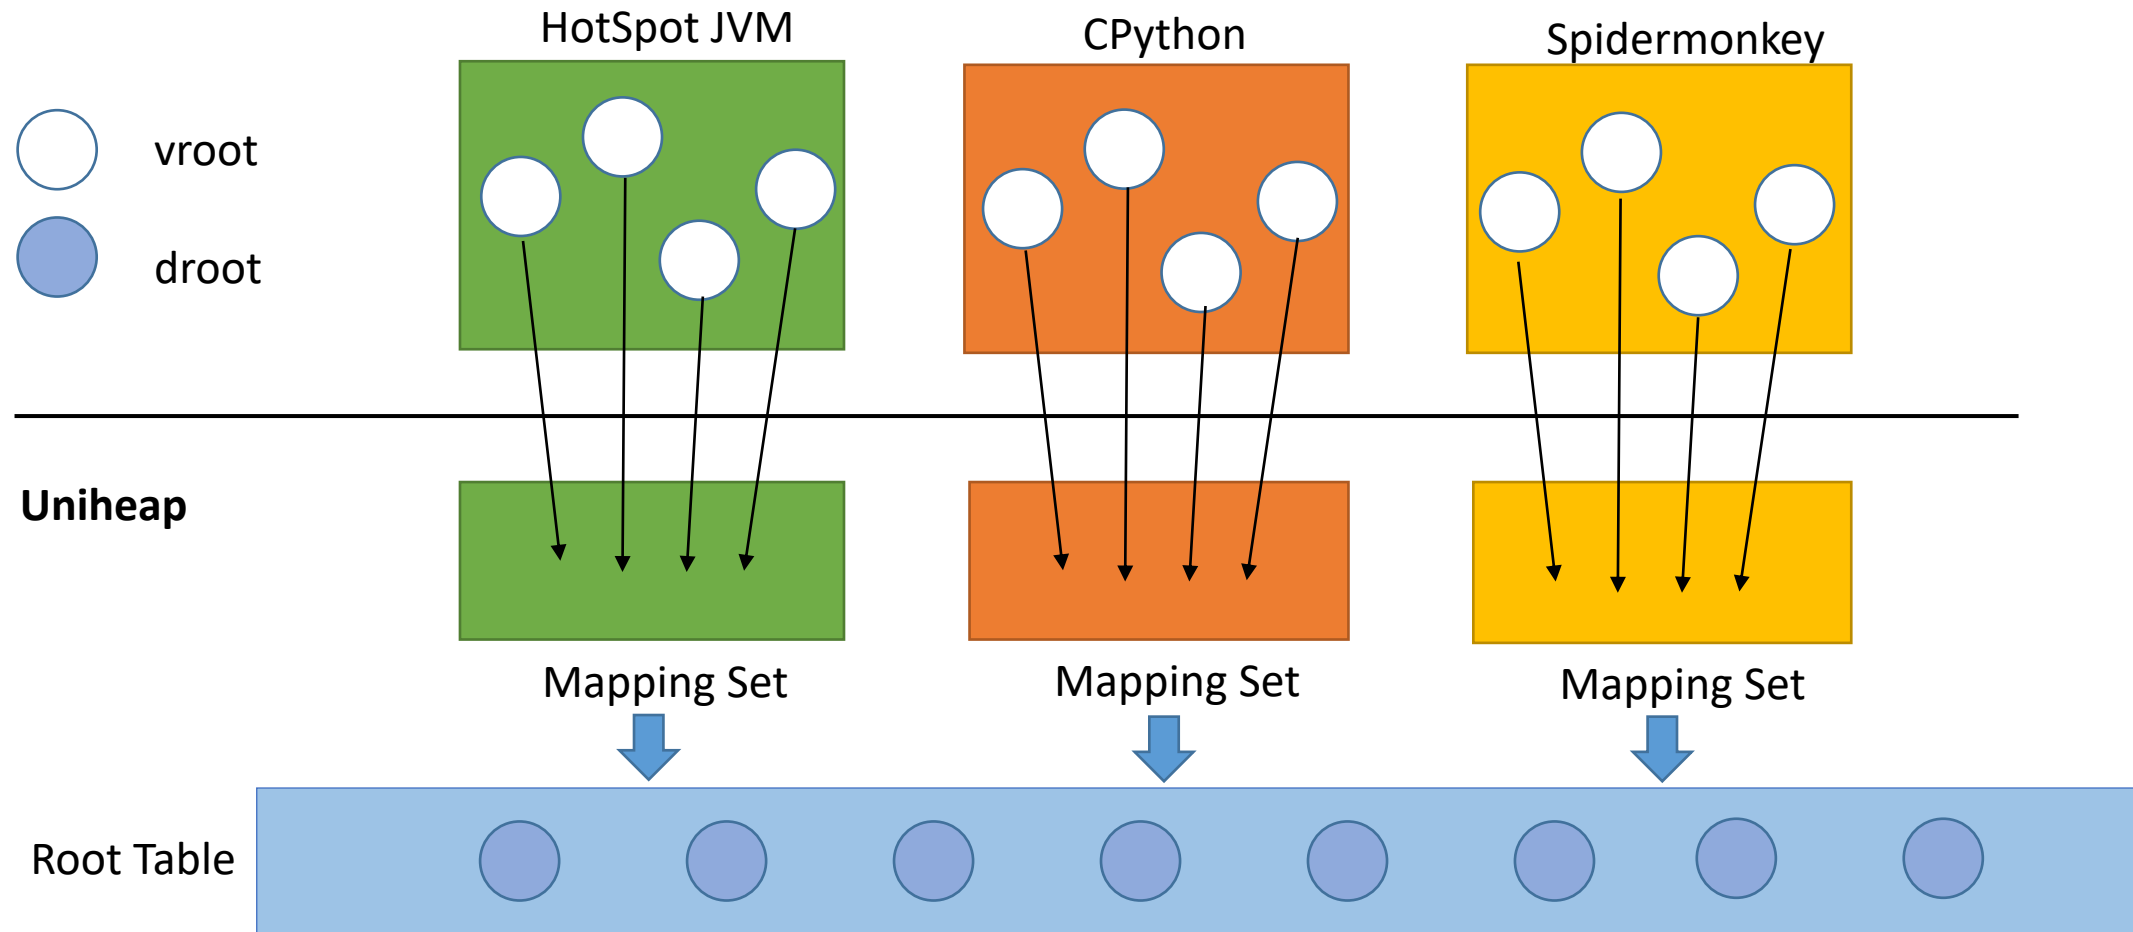 HotSpot JVM
CPython
Spidermonkey
vroot
droot
Uniheap
Mapping Set
Mapping Set
Mapping Set
Root Table